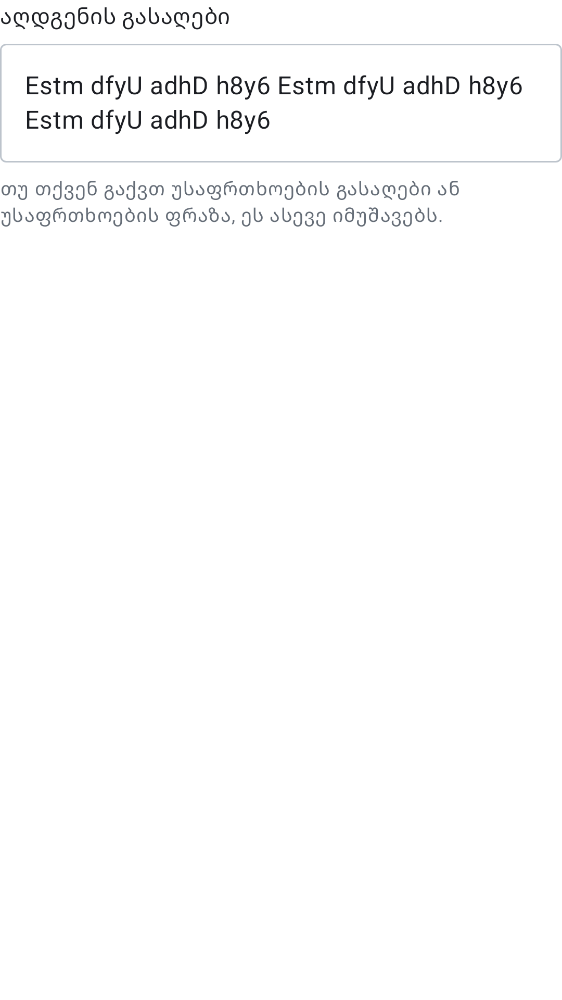 აღდგენის გასაღები
Estm dfyU adhD h8y6 Estm dfyU adhD h8y6
Estm dfyU adhD h8y6
თუ თქვენ გაქვთ უსაფრთხოების გასაღები ან
უსაფრთხოების ფრაზა, ეს ასევე იმუშავებს.